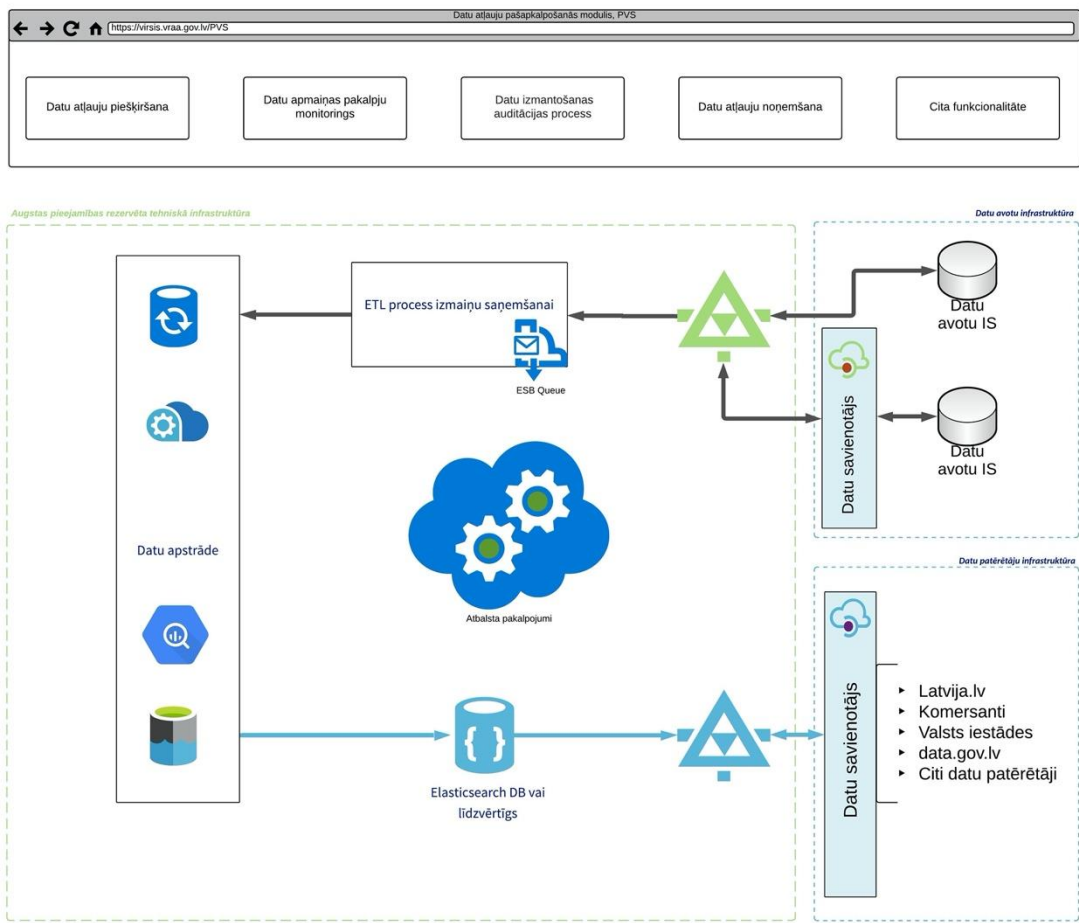 Datu atļauju pašapkalpošanās modulis, PVS
https://virsis.vraa.gov.lv/PVS
Datu atļauju piešķiršana
Datu apmaiņas pakalpju
monitorings
Datu izmantošanas
auditācijas process
Datu atļauju noņemšana
Cita funkcionalitāte
Augstas pieejamības rezervēta tehniskā infrastruktūra
Datu avotu infrastruktūra
ETL process izmaiņu saņemšanai
ESB Queue
Datu
avotu IS
Datu savienotājs
Datu
avotu IS
Datu apstrāde
Atbalsta pakalpojumi
Datu patērētāju infrastruktūra
Elasticsearch DB vai
līdzvērtīgs
Datu savienotājs
‣ Latvija.lv
‣ Komersanti
‣ Valsts iestādes
‣ data.gov.lv
‣ Citi datu patērētāji